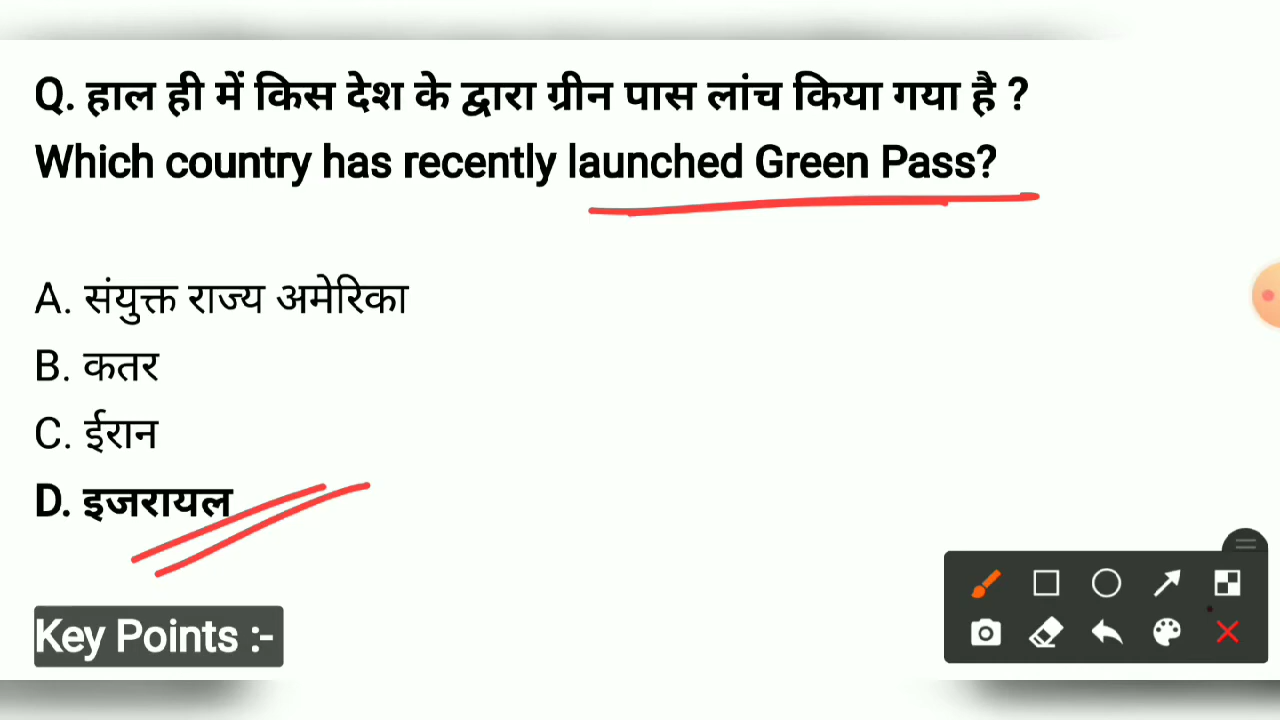 Q. हाल ही में किस देश के द्वारा ग्रीन पास लांच किया गया है ?
Which country has recently launched Green Pass?
A. संयुक्त राज्य अमेरिका
B. कतर
C. ईरान
D. इजरायल
Key Points :-